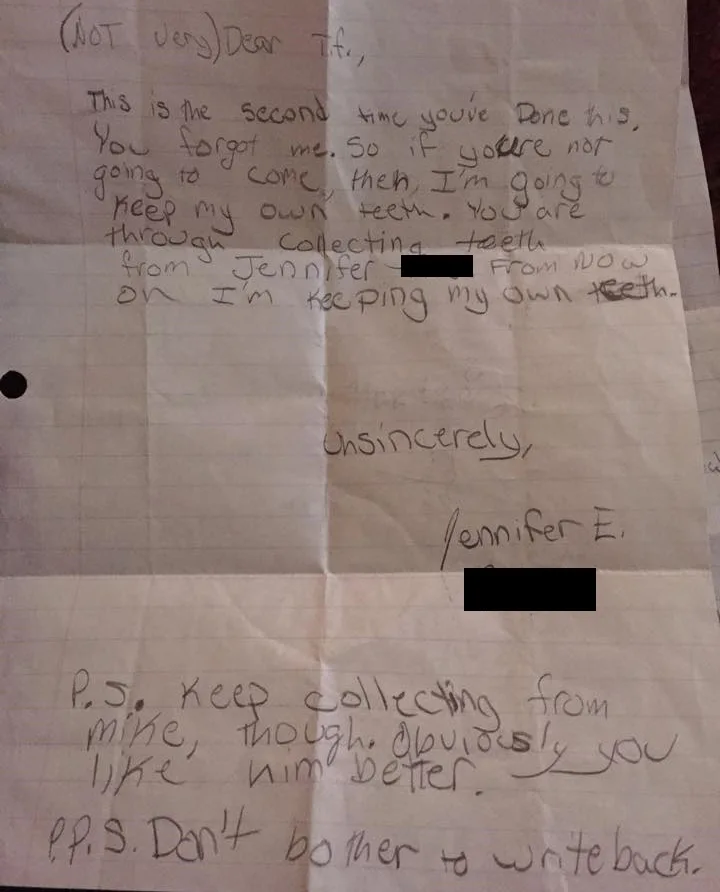 (NOT very) Dear T.f.,
This is the second time you've Done this.
You forgot me. So if you're not
going to come, then, I'm going to
Keep my own teeth. You are
through collecting teeth
from Jennifer From Now
on I'm keeping my own teeth.
Unsincerely,
Jennifer E.
P.S. Keep collecting from
mike, though. Obviously you
like him better.
P.P.S. Don't bother to write back.